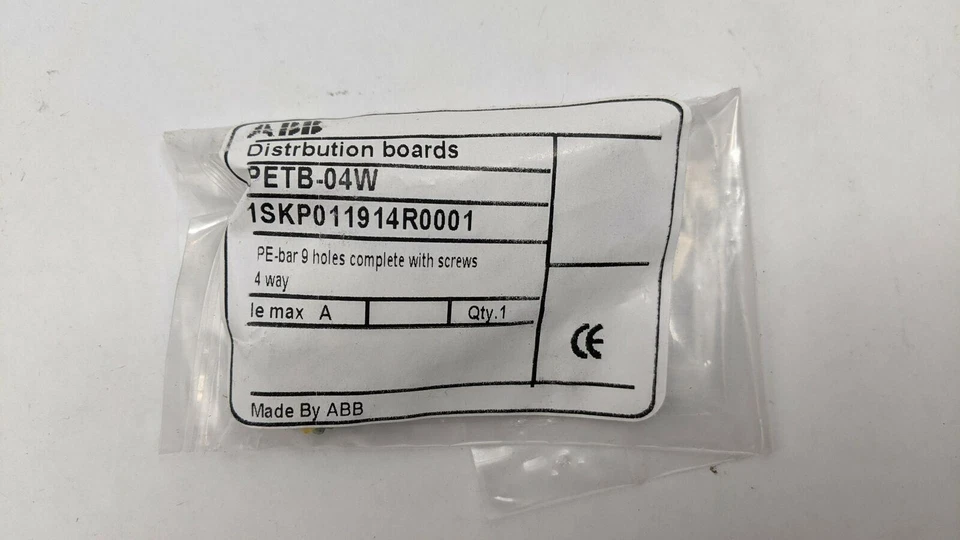 ABB
Distrbution boards
PETB-04W
1SKP011914R0001
PE-bar 9 holes complete with screws
4 way
Ie max A
Qty.1
CE
Made By ABB